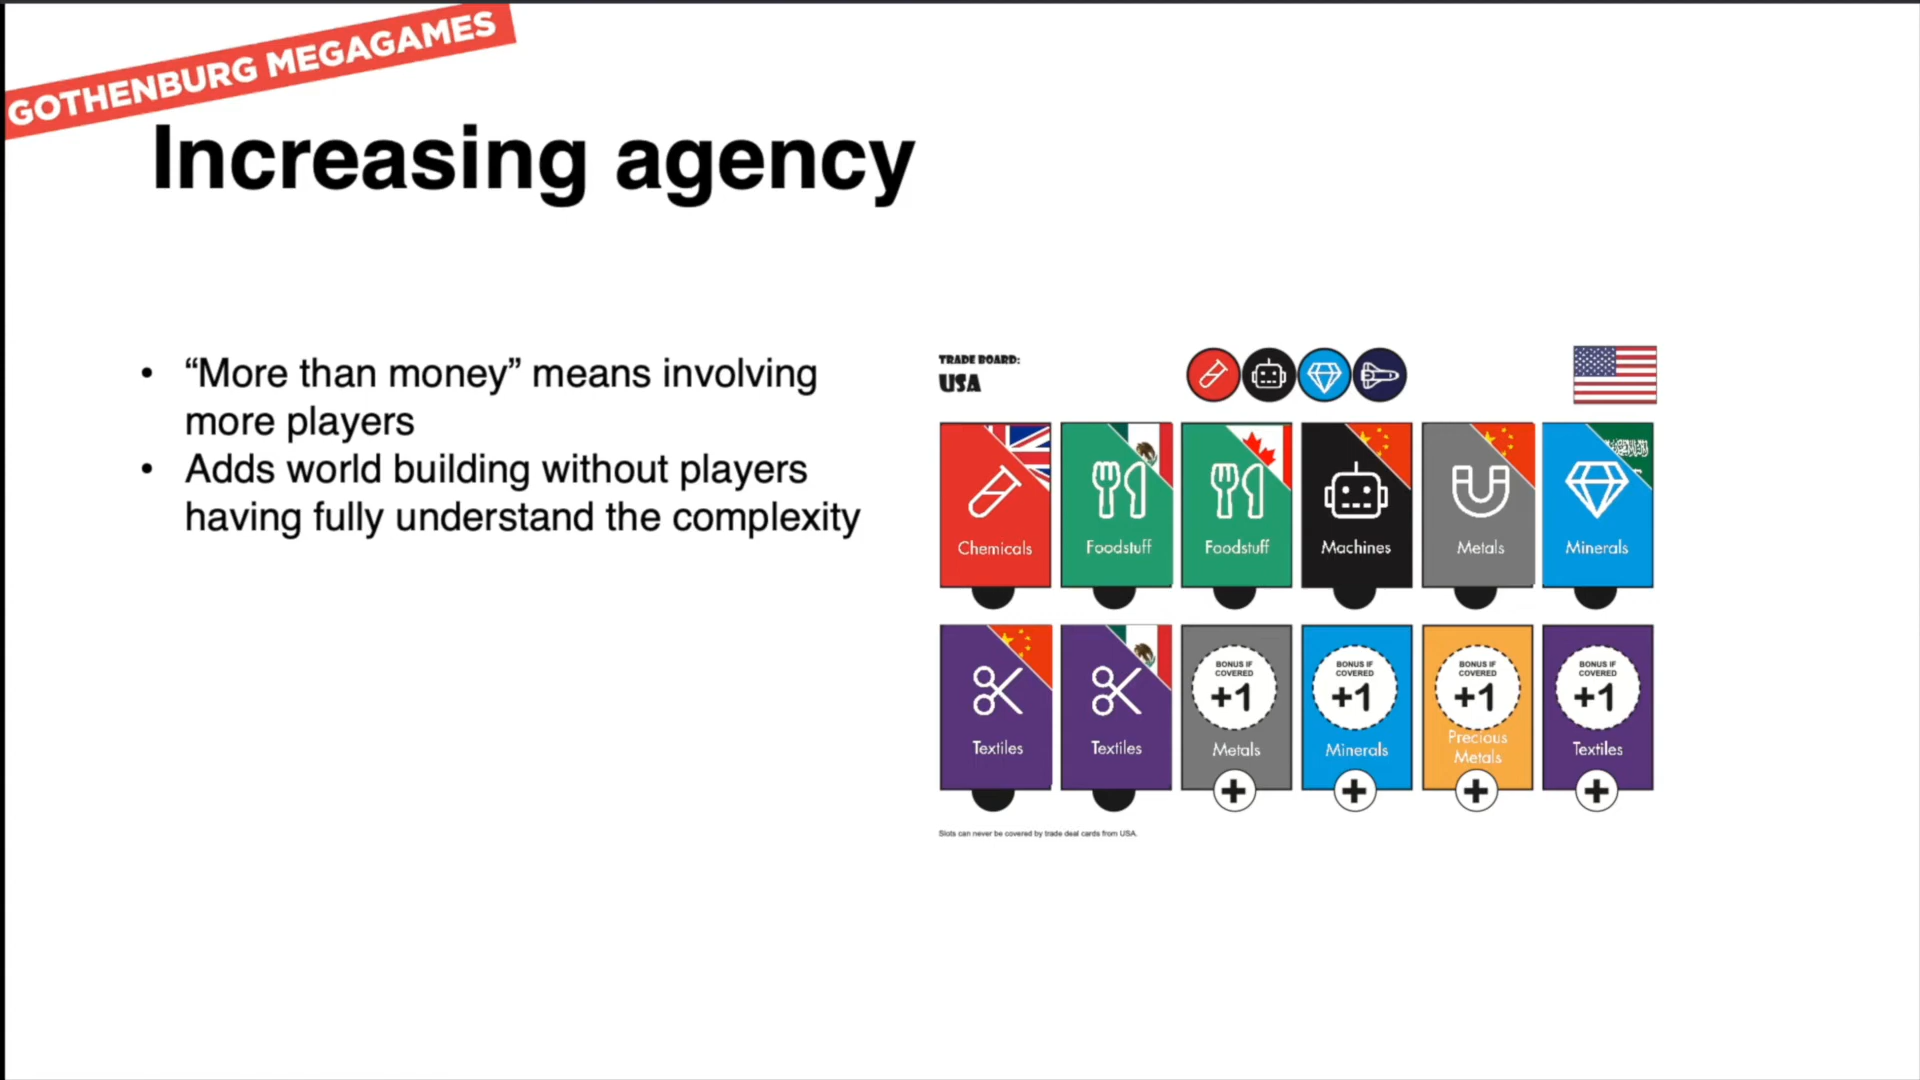 GOTHENBURG MEGAGAMES
Increasing agency
• “More than money” means involving
more players
• Adds world building without players
having fully understand the complexity
TRADE BOARD:
USA
Chemicals
Foodstuff
Foodstuff
Machines
Metals
Minerals
Textiles
Textiles
BONUS IF
COVERED
+1
Metals
+
BONUS IF
COVERED
+1
Minerals
+
BONUS IF
COVERED
+1
Precious
Metals
+
BONUS IF
COVERED
+1
Textiles
+
Slots can never be covered by trade deal cards from USA.